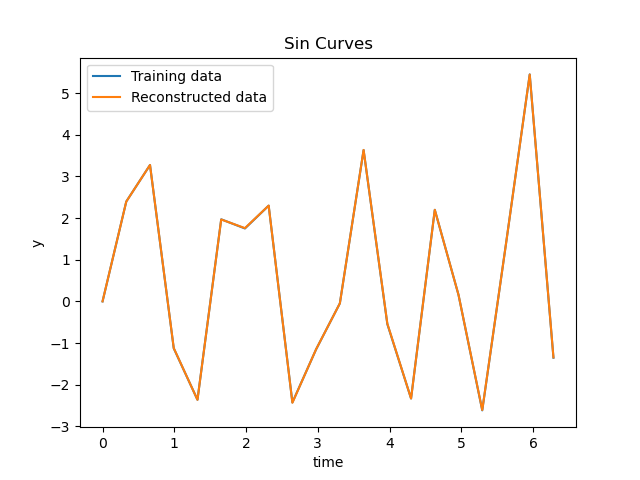 Sin Curves
Training data
Reconstructed data
5
4
3
2
1
0
−1
−2
−3
y
0 1 2 3 4 5 6
time